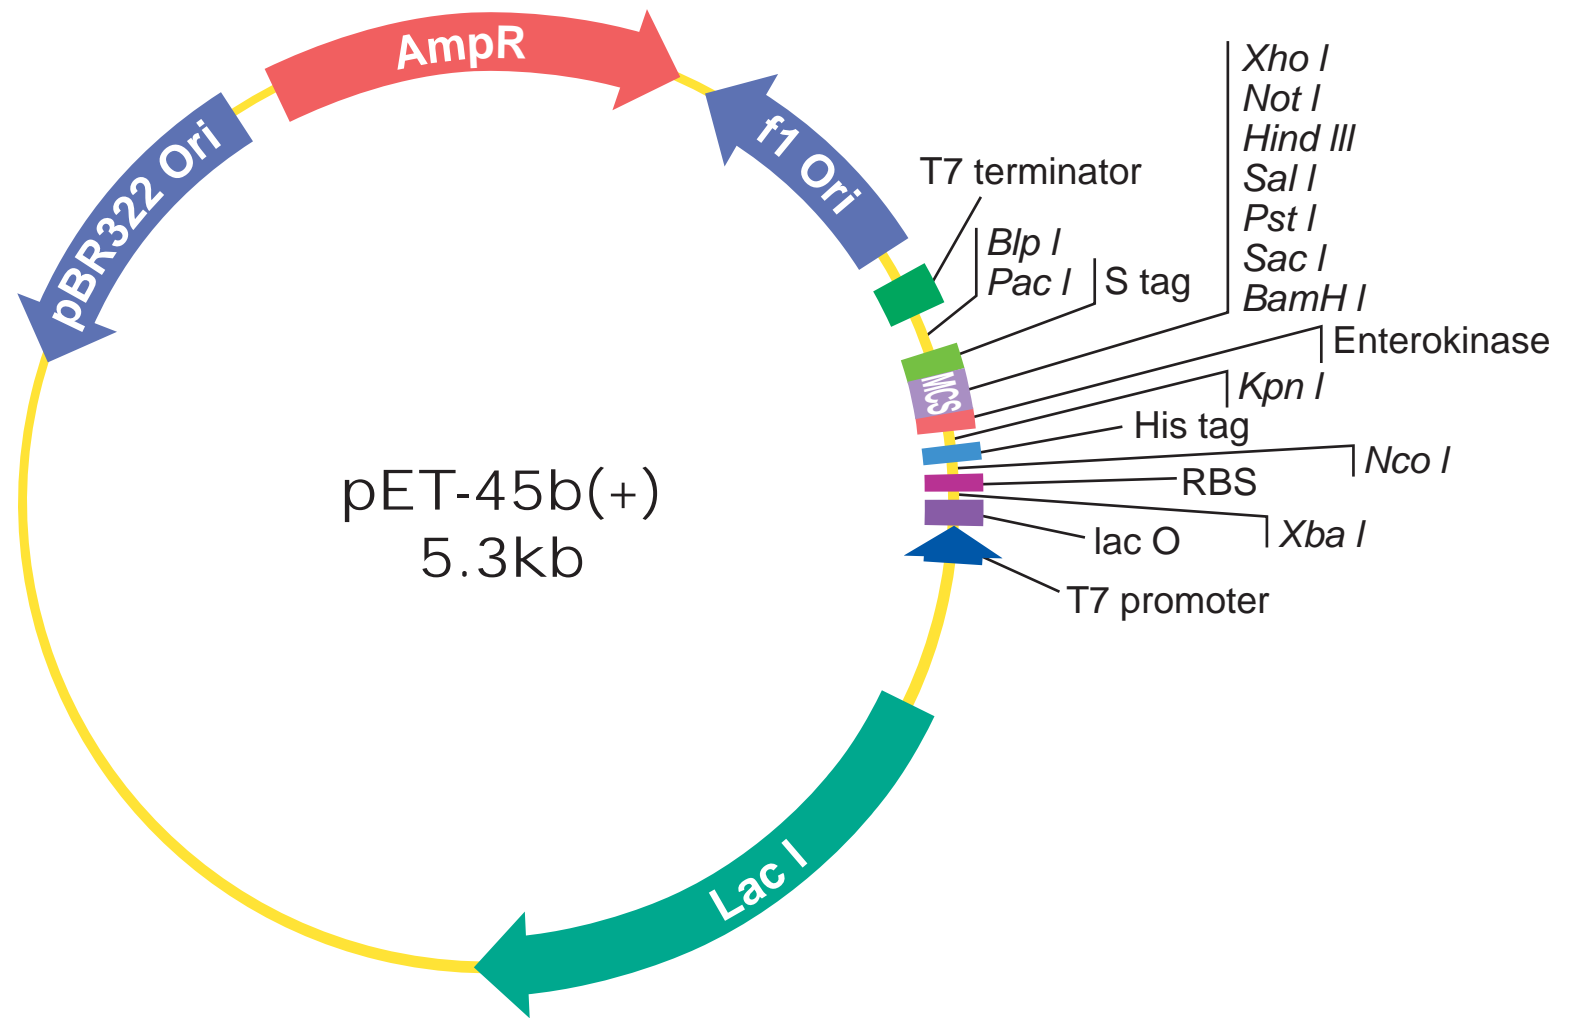 AmpR
pBR322 Ori
f1 Ori
T7 terminator
Blp I
Pac I
S tag
Xho I
Not I
Hind III
Sal I
Pst I
Sac I
BamH I
Enterokinase
MCS
Kpn I
His tag
Nco I
RBS
Xba I
lac O
T7 promoter
pET-45b(+)
5.3kb
Lac I